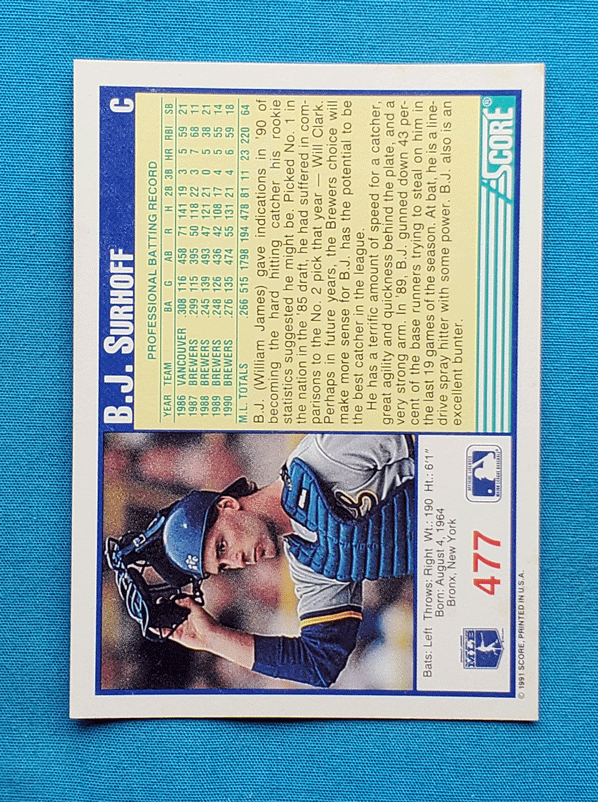 B.J. SURHOFF C
PROFESSIONAL BATTING RECORD
YEAR TEAM BA G AB R H 2B 3B HR RBI SB
1986 VANCOUVER 308 116 458 71 141 19 3 5 59 21
1987 BREWERS 299 115 395 50 118 22 3 7 68 11
1988 BREWERS 245 139 493 47 121 21 0 5 38 21
1989 BREWERS 248 126 436 42 108 17 4 5 55 14
1990 BREWERS 276 135 474 55 131 21 4 6 59 18
M.L. TOTALS 266 515 1798 194 478 81 11 23 220 64
B.J. (William James) gave indications in '90 of
becoming the hard hitting catcher his rookie
statistics suggested he might be. Picked No. 1 in
the nation in the '85 draft, he had suffered in com-
parisons to the No. 2 pick that year — Will Clark.
Perhaps in future years, the Brewers choice will
make more sense for B.J. has the potential to be
the best catcher in the league.
He has a terrific amount of speed for a catcher,
great agility and quickness behind the plate, and a
very strong arm. In '89, B.J. gunned down 43 per-
cent of the base runners trying to steal on him in
the last 19 games of the season. At bat, he is a line-
drive spray hitter with some power. B.J. also is an
excellent bunter.
SCORE®
Bats: Left Throws: Right Wt.: 190 Ht.: 6'1"
Born: August 4, 1964
Bronx, New York
MLB
477
© 1991 SCORE, PRINTED IN U.S.A.